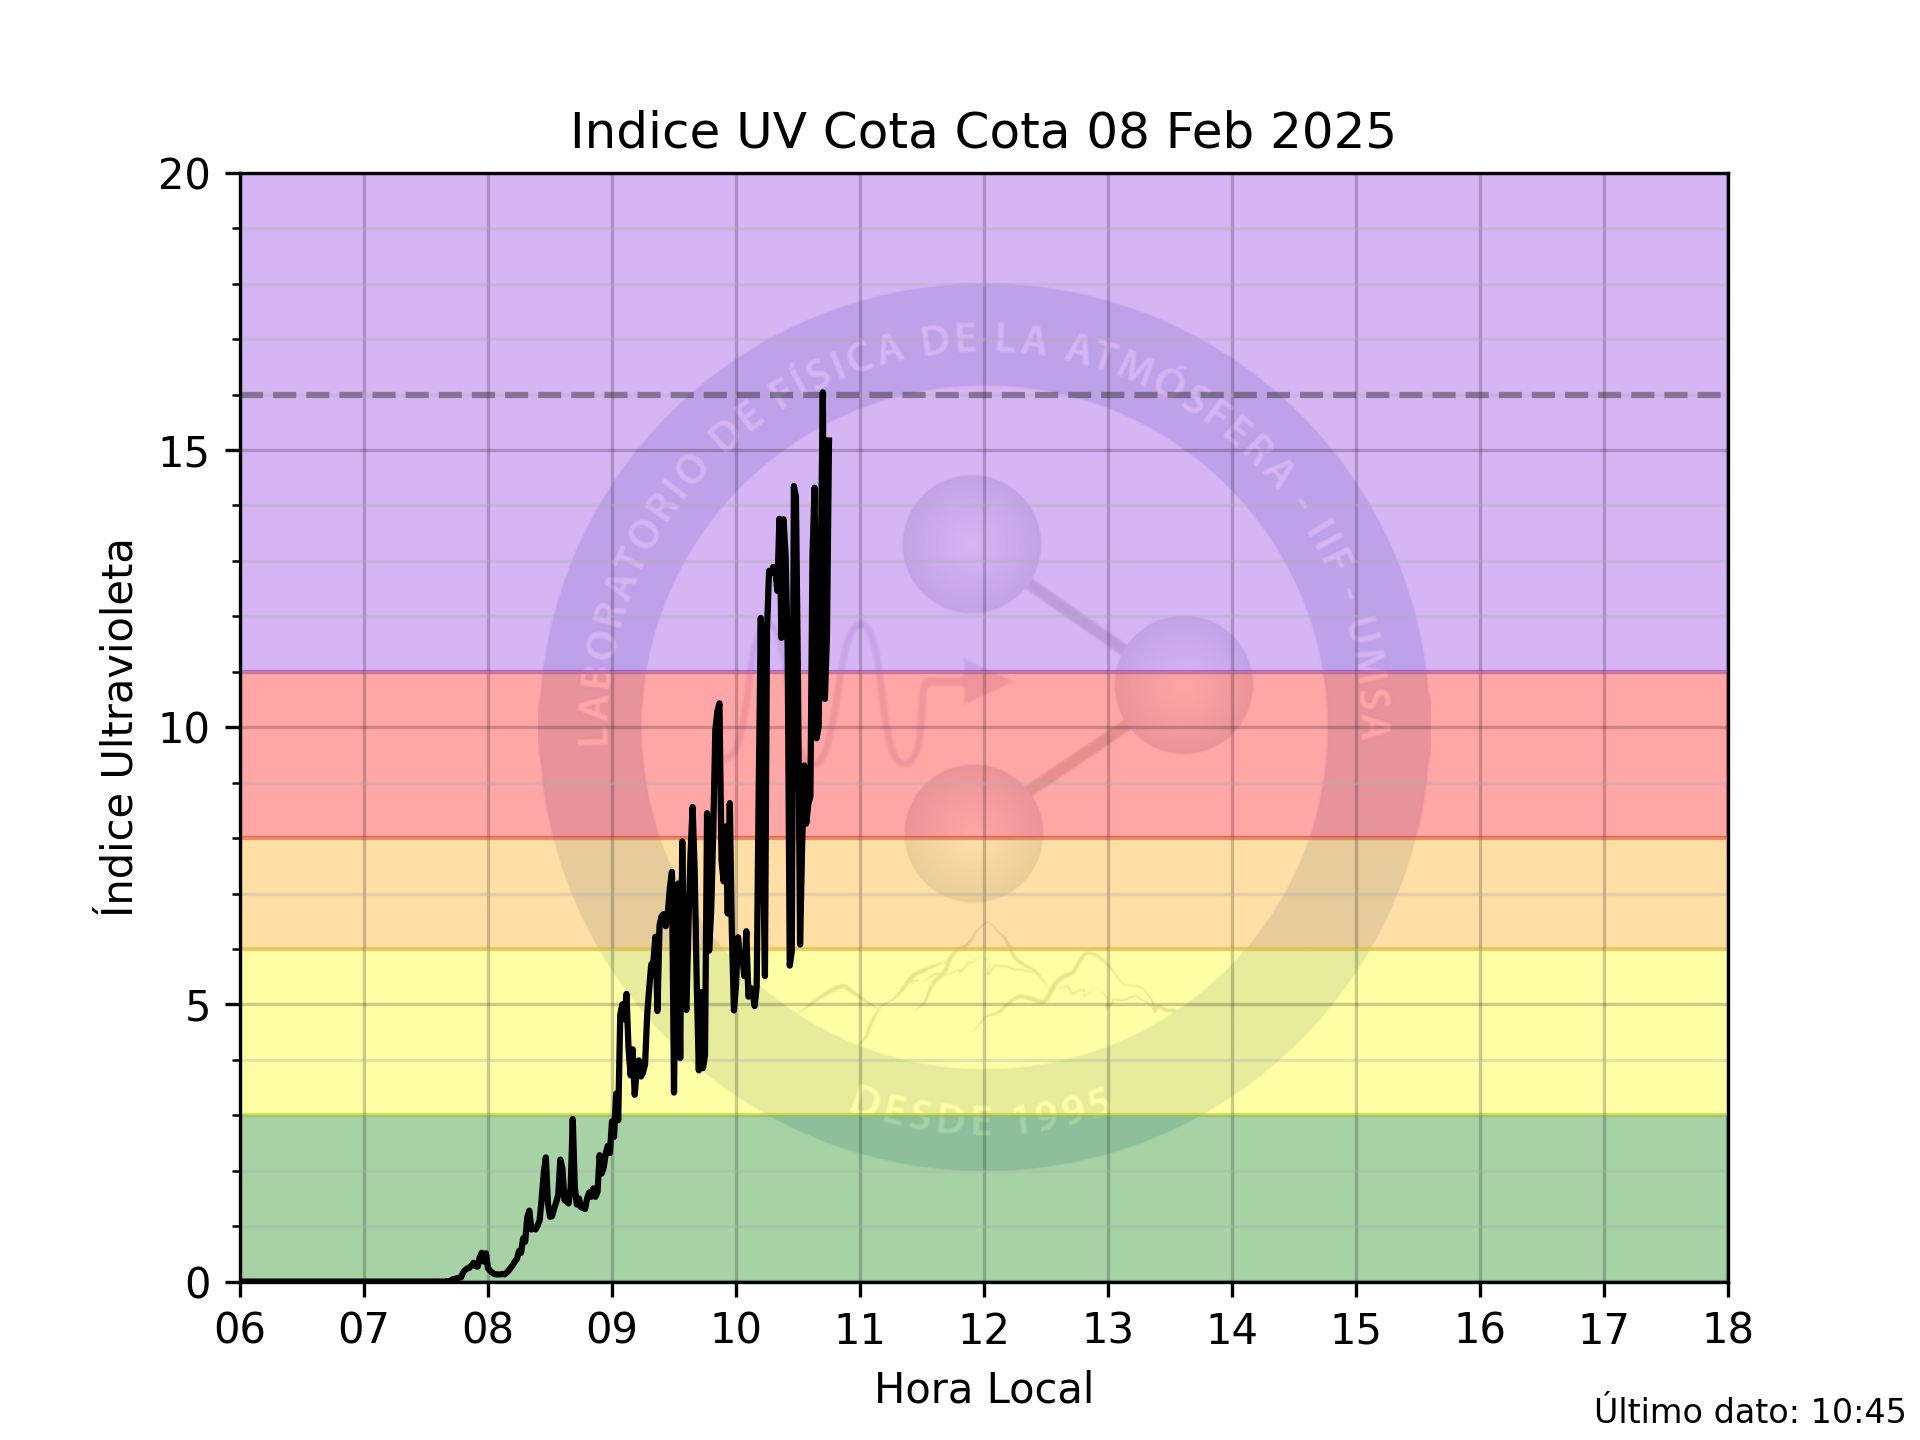 Indice UV Cota Cota 08 Feb 2025
20
15
10
5
0
Índice Ultravioleta
LABORATORIO DE FÍSICA DE LA ATMÓSFERA - IIF - UMSA
DESDE 1995
06 07 08 09 10 11 12 13 14 15 16 17 18
Hora Local
Último dato: 10:45